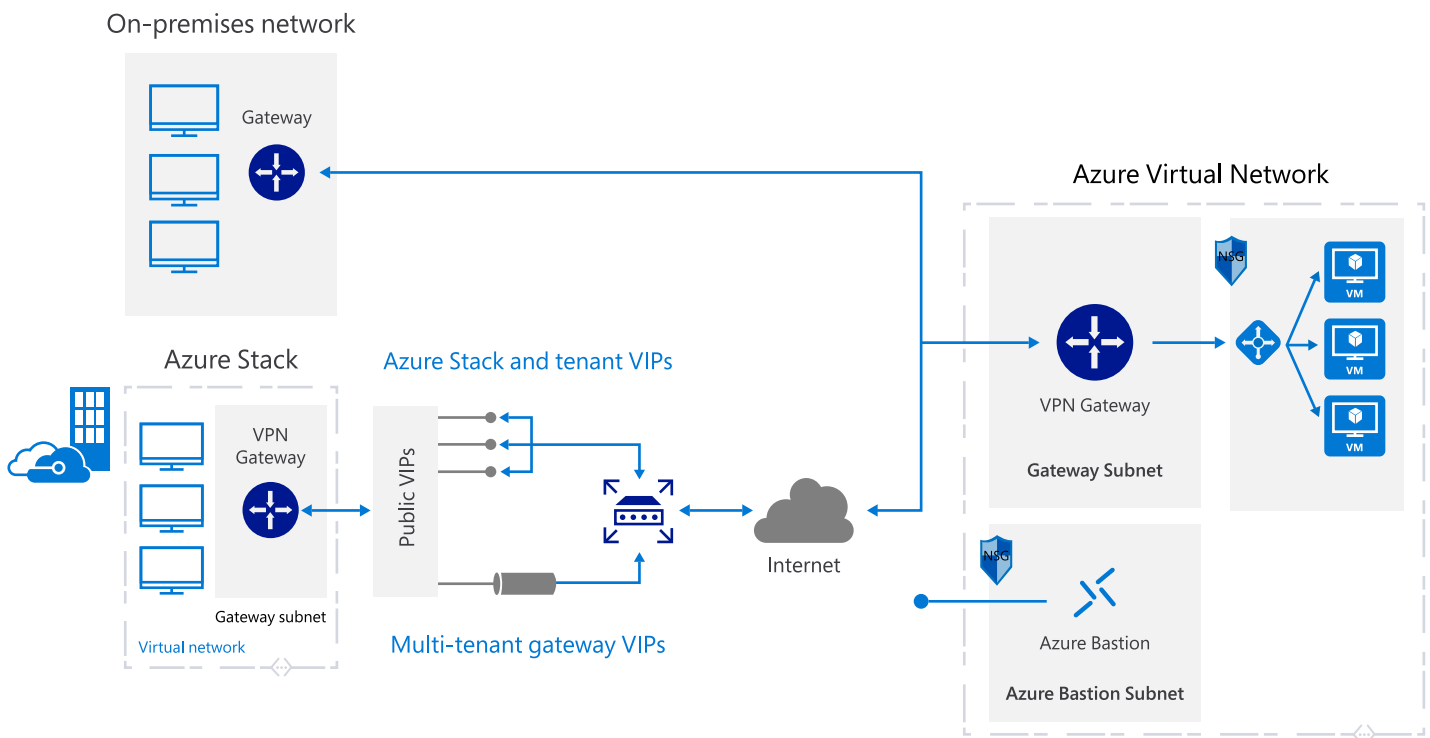 On-premises network
Gateway
Azure Virtual Network
NSG
VM
VM
VM
VPN Gateway
Gateway Subnet
Azure Stack
Azure Stack and tenant VIPs
VPN
Gateway
Public VIPs
Internet
Gateway subnet
Virtual network
Multi-tenant gateway VIPs
NSG
Azure Bastion
Azure Bastion Subnet